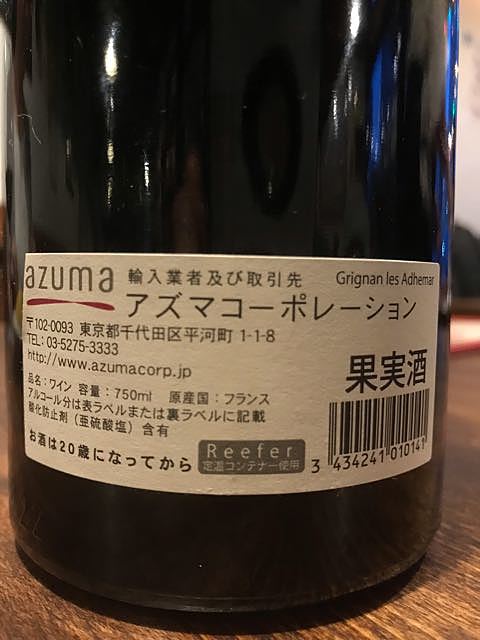 azuma 輸入業者及び取引先 Grignan les Adhemar
アズマコーポレーション
〒102-0093 東京都千代田区平河町 1-1-8
TEL: 03-5275-3333
http://www.azumacorp.jp
果実酒
品名:ワイン 容量:750ml 原産国:フランス
アルコール分は表ラベルまたは裏ラベルに記載
酸化防止剤(亜硫酸塩)含有
お酒は20歳になってから
Reefer
定温コンテナー使用
3 434241 010141